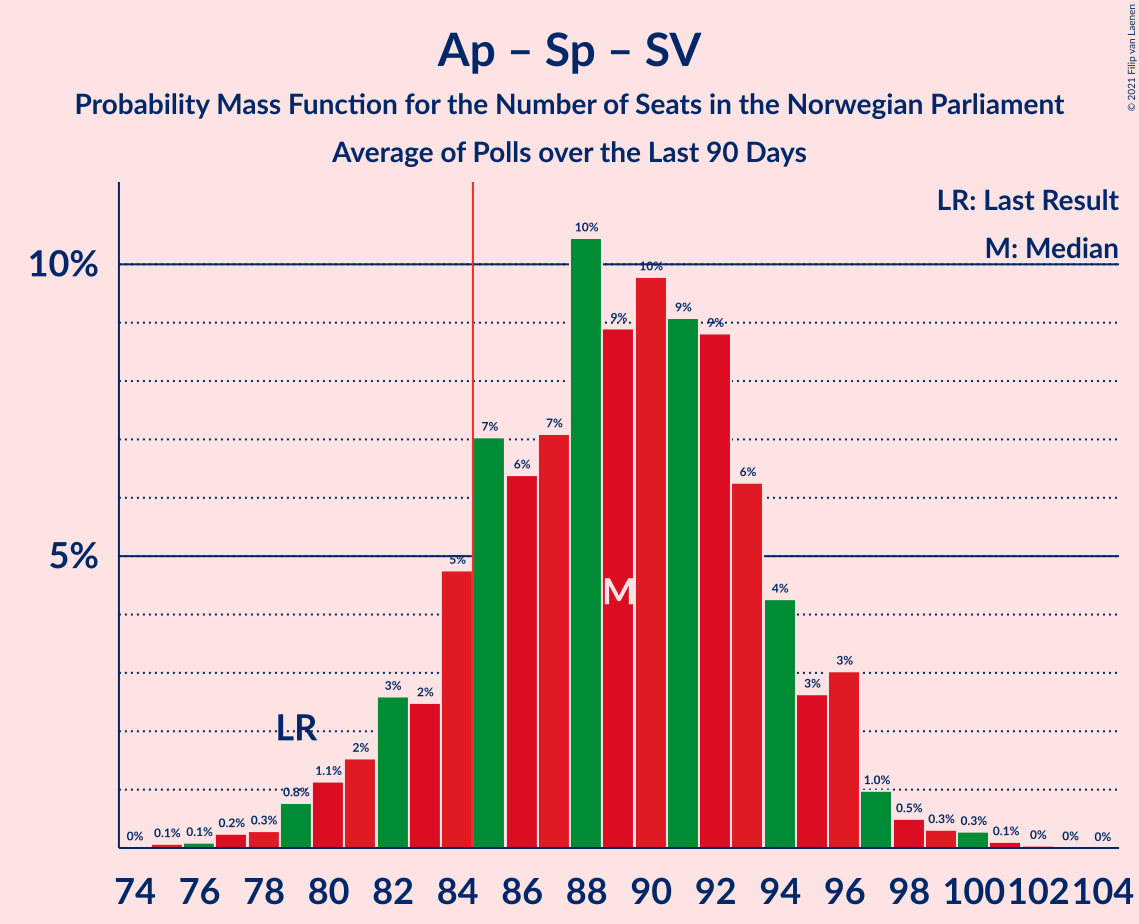 Ap – Sp – SV
Probability Mass Function for the Number of Seats in the Norwegian Parliament
Average of Polls over the Last 90 Days
© 2021 Filip van Laenen
LR: Last Result
M: Median
10%
5%
0% 0.1% 0.1% 0.2% 0.3% 0.8% 1.1% 2% 3% 2% 5% 7% 6% 7% 10% 9% 10% 9% 9% 6% 4% 3% 3% 1.0% 0.5% 0.3% 0.3% 0.1% 0% 0% 0%
LR
M
74 76 78 80 82 84 86 88 90 92 94 96 98 100 102 104